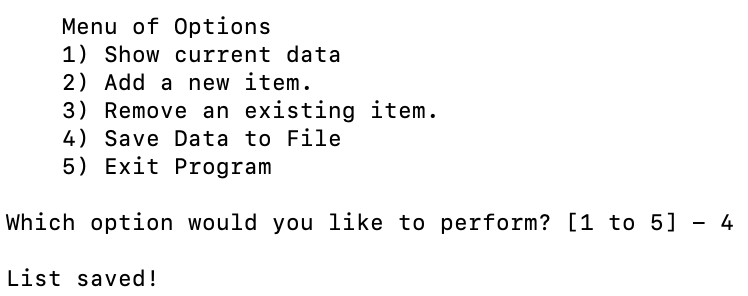 Menu of Options
1) Show current data
2) Add a new item.
3) Remove an existing item.
4) Save Data to File
5) Exit Program
Which option would you like to perform? [1 to 5] – 4
List saved!